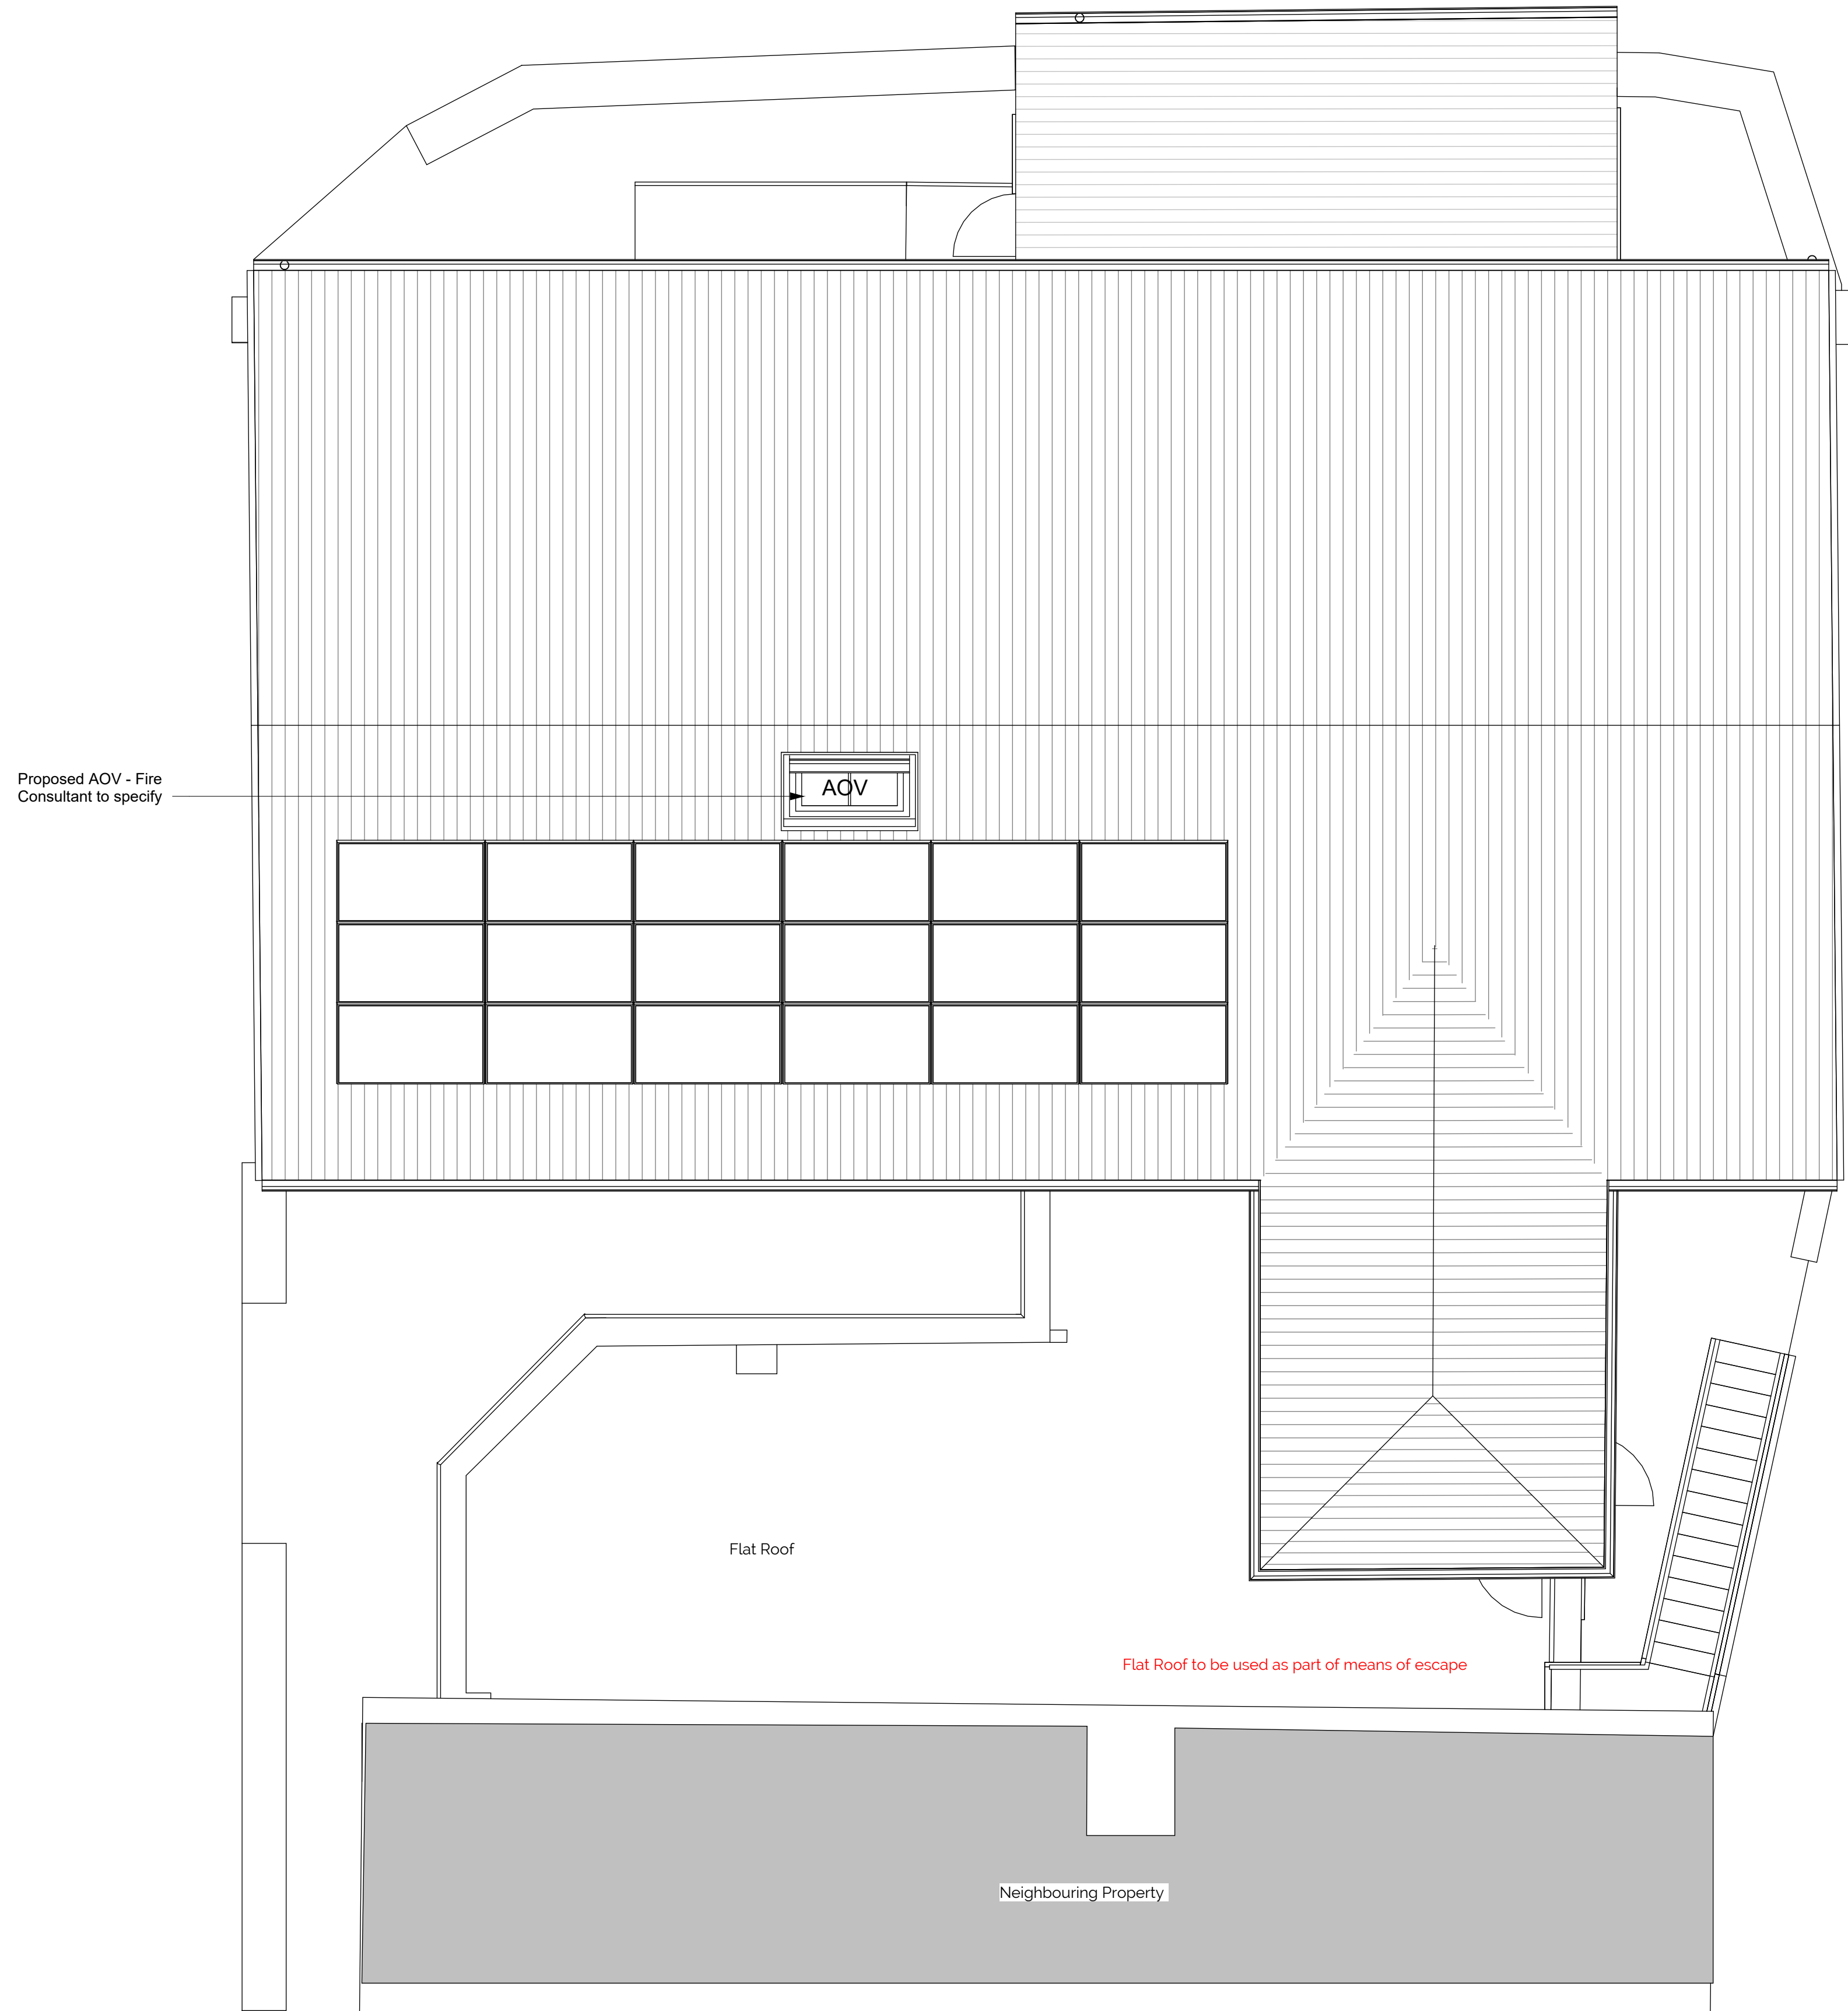 Proposed AOV - Fire
Consultant to specify
AOV
Flat Roof
Flat Roof to be used as part of means of escape
Neighbouring Property